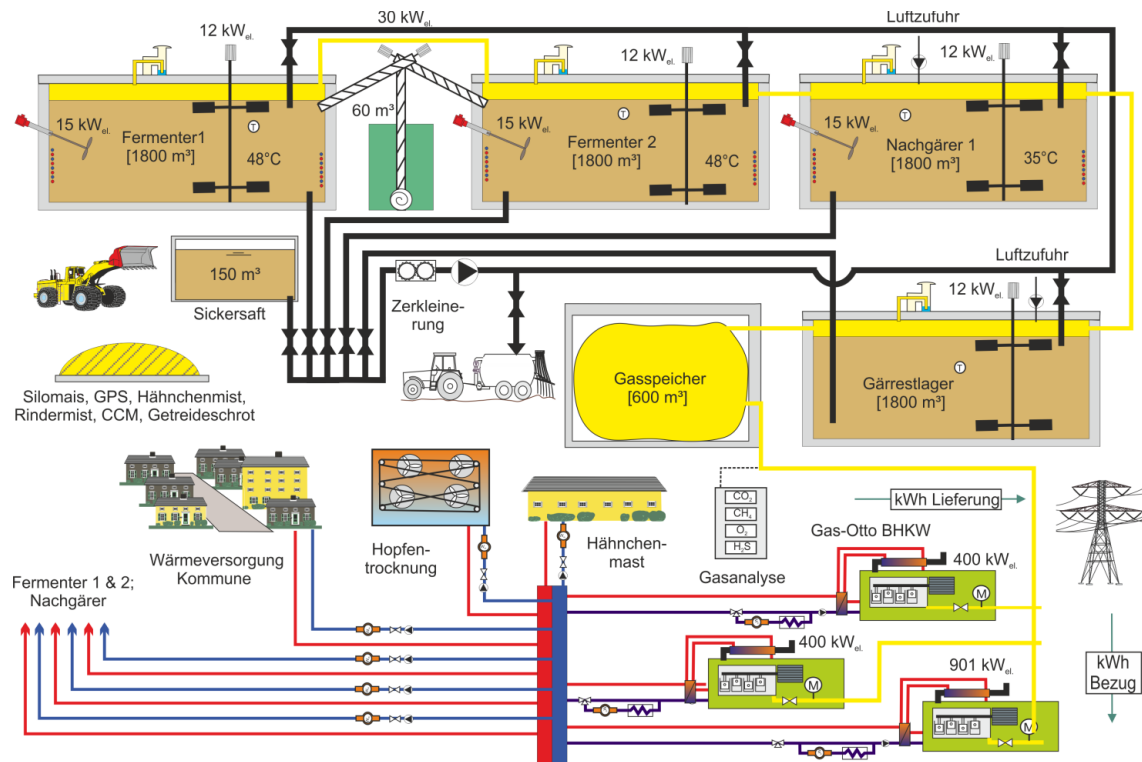 30 kWel.
Luftzufuhr
12 kWel.
12 kWel.
12 kWel.
60 m³
15 kWel.
Fermenter1
[1800 m³]
T
48°C
15 kWel.
Fermenter 2
[1800 m³]
T
48°C
15 kWel.
Nachgärer 1
[1800 m³]
T
35°C
150 m³
Sickersaft
Zerkleine-
rung
Luftzufuhr
12 kWel.
Gasspeicher
[600 m³]
T
Gärrestlager
[1800 m³]
Silomais, GPS, Hähnchenmist,
Rindermist, CCM, Getreideschrot
Wärmeversorgung
Kommune
Hopfen-
trocknung
Hähnchen-
mast
CO2
CH4
O2
H2S
Gasanalyse
kWh Lieferung
Gas-Otto BHKW
400 kWel.
M
Fermenter 1 & 2;
Nachgärer
400 kWel.
M
901 kWel.
M
kWh
Bezug